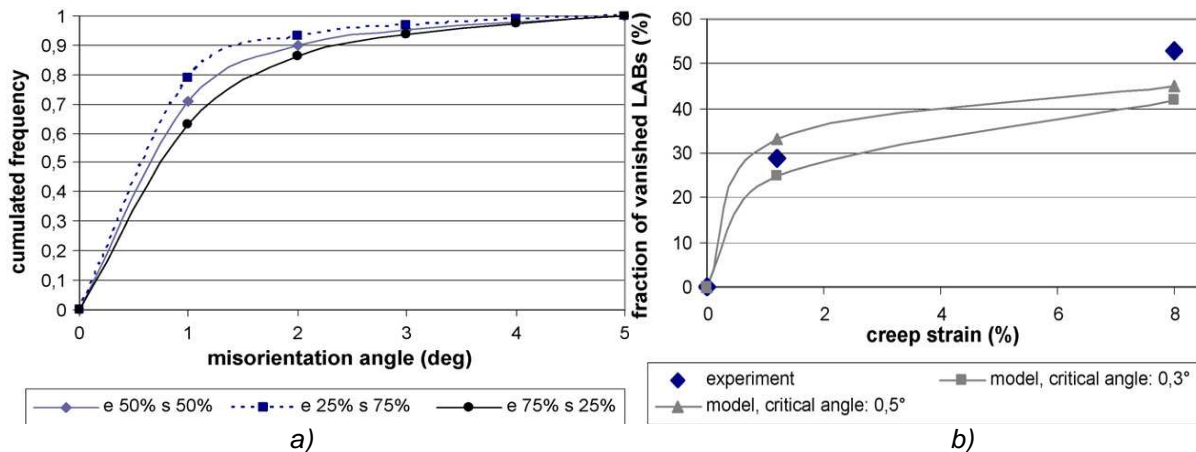 cumulated frequency
1
0,9
0,8
0,7
0,6
0,5
0,4
0,3
0,2
0,1
0
0 1 2 3 4 5
misorientation angle (deg)
e 50% s 50% e 25% s 75% e 75% s 25%
a)
fraction of vanished LABs (%)
60
50
40
30
20
10
0
0 2 4 6 8
creep strain (%)
experiment model, critical angle: 0,3°
model, critical angle: 0,5°
b)